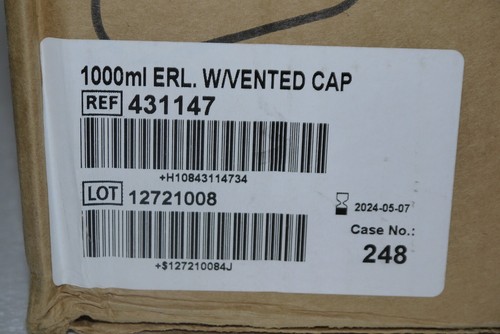 1000ml ERL. W/VENTED CAP
REF 431147
+H10843114734
LOT 12721008
2024-05-07
Case No.:
248
+$127210084J